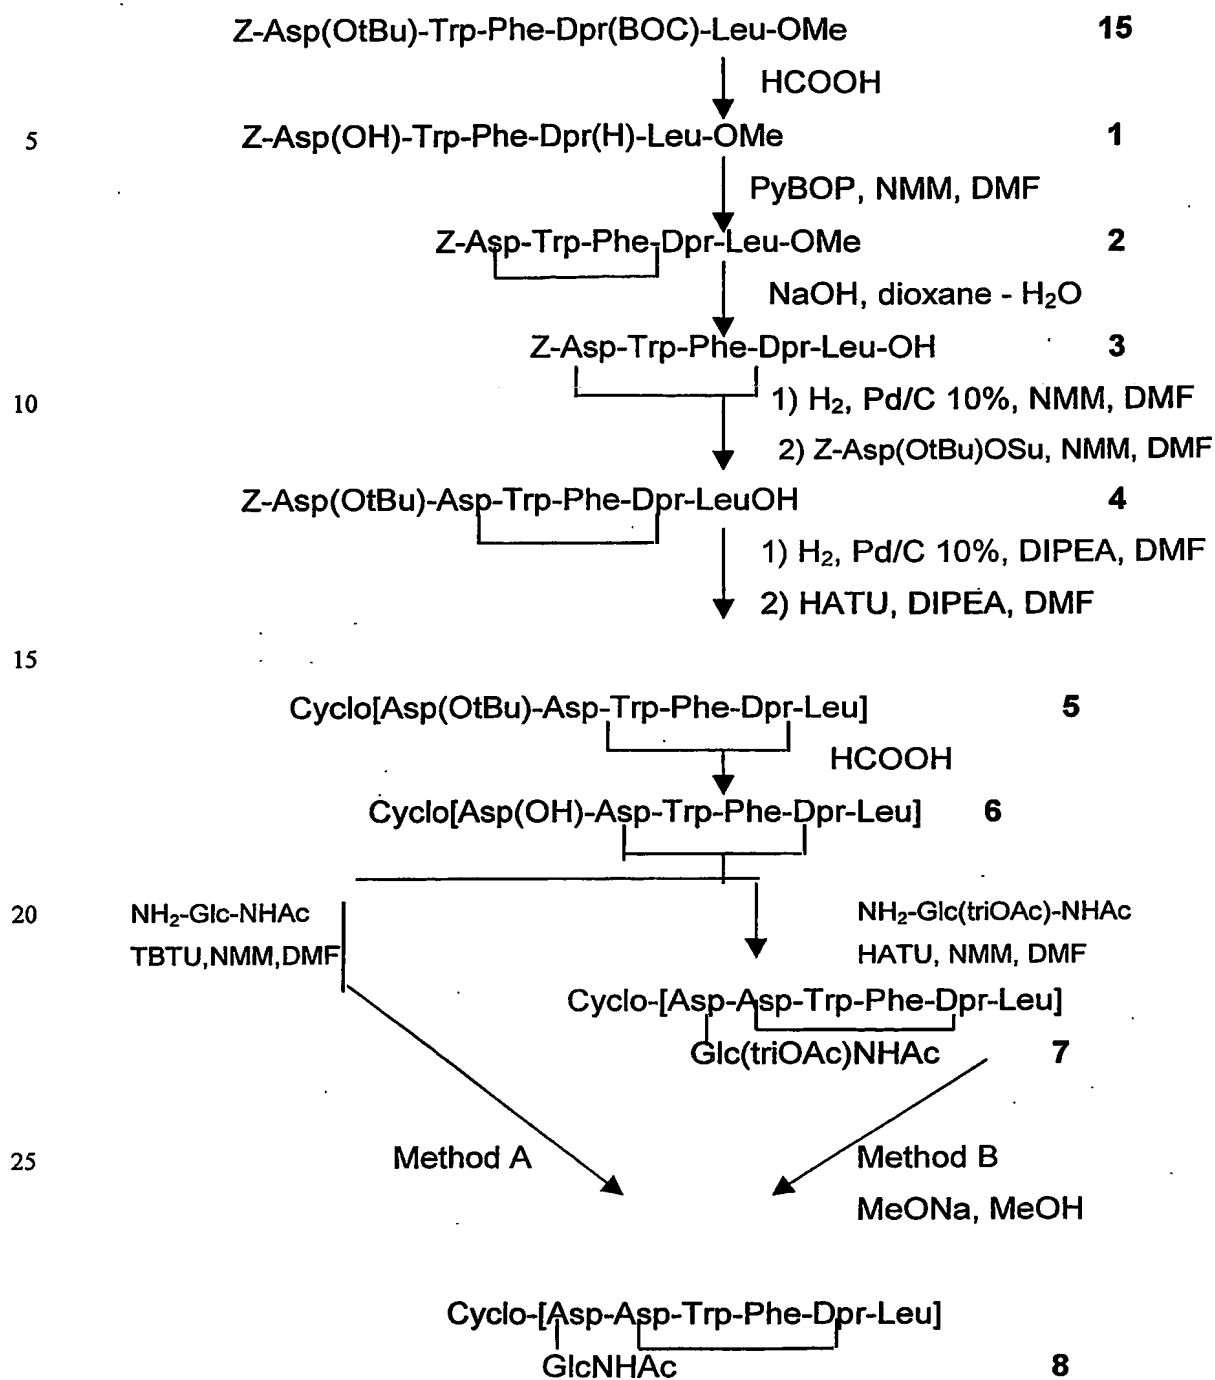 Z-Asp(OtBu)-Trp-Phe-Dpr(BOC)-Leu-OMe 15
HCOOH
5 Z-Asp(OH)-Trp-Phe-Dpr(H)-Leu-OMe 1
PyBOP, NMM, DMF
Z-Asp-Trp-Phe-Dpr-Leu-OMe 2
NaOH, dioxane - H₂O
Z-Asp-Trp-Phe-Dpr-Leu-OH 3
10 1) H₂, Pd/C 10%, NMM, DMF
2) Z-Asp(OtBu)OSu, NMM, DMF
Z-Asp(OtBu)-Asp-Trp-Phe-Dpr-LeuOH 4
1) H₂, Pd/C 10%, DIPEA, DMF
2) HATU, DIPEA, DMF
15
Cyclo[Asp(OtBu)-Asp-Trp-Phe-Dpr-Leu] 5
HCOOH
Cyclo[Asp(OH)-Asp-Trp-Phe-Dpr-Leu] 6
20 NH₂-Glc-NHAc NH₂-Glc(triOAc)-NHAc
TBTU,NMM,DMF HATU, NMM, DMF
Cyclo-[Asp-Asp-Trp-Phe-Dpr-Leu]
Glc(triOAc)NHAc 7
25 Method A Method B
MeONa, MeOH
Cyclo-[Asp-Asp-Trp-Phe-Dpr-Leu]
GlcNHAc 8